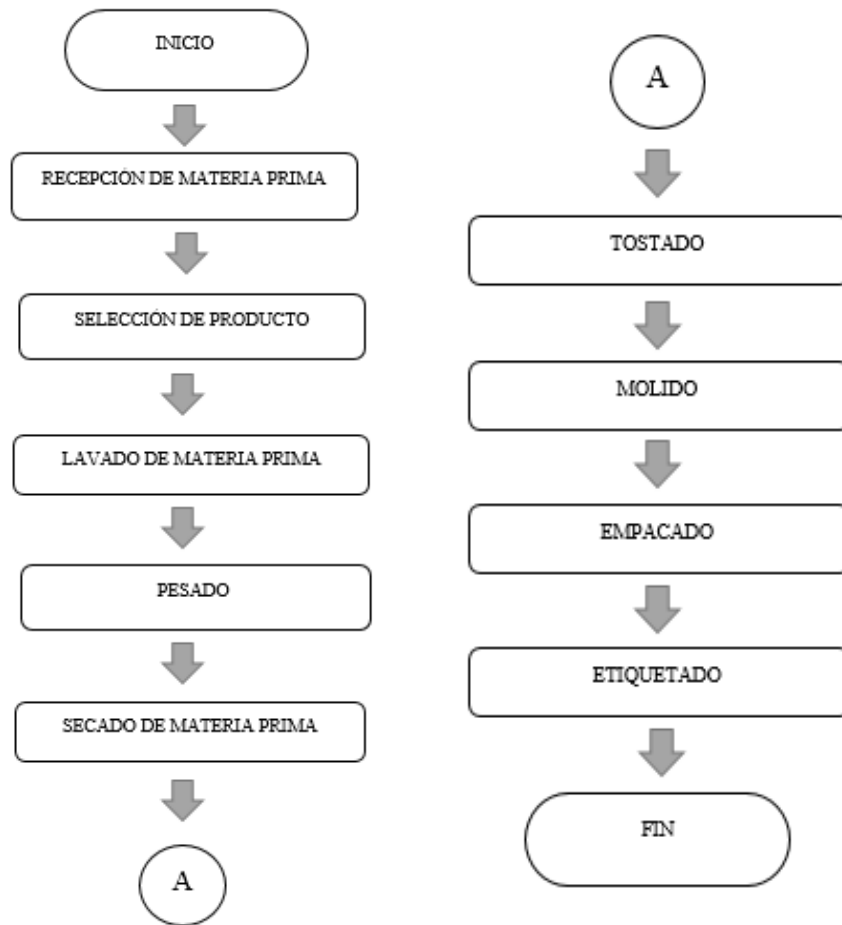 INICIO
RECEPCIÓN DE MATERIA PRIMA
SELECCIÓN DE PRODUCTO
LAVADO DE MATERIA PRIMA
PESADO
SECADO DE MATERIA PRIMA
A
A
TOSTADO
MOLIDO
EMPACADO
ETIQUETADO
FIN